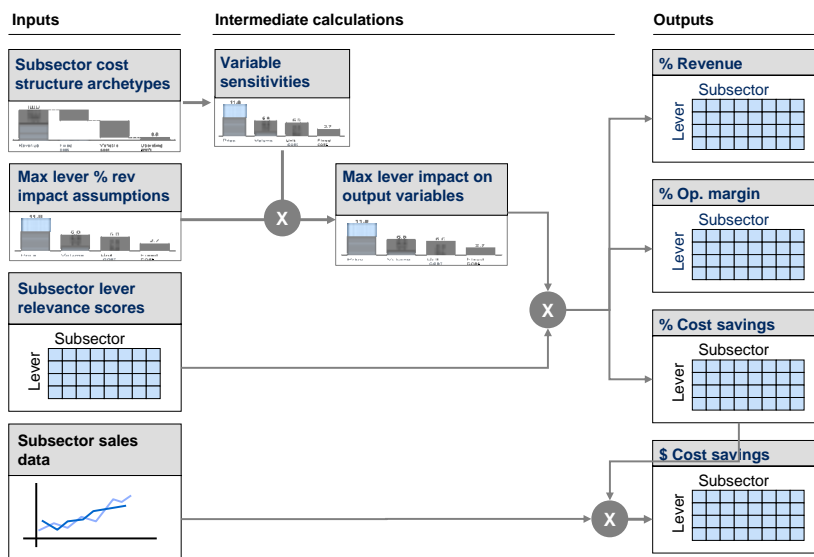 Inputs
Intermediate calculations
Outputs
Subsector cost
structure archetypes
Variable
sensitivities
Max lever % rev
impact assumptions
X
Max lever impact on
output variables
Subsector lever
relevance scores
Subsector
Lever
X
Subsector sales
data
X
% Revenue
Subsector
Lever
% Op. margin
Subsector
Lever
% Cost savings
Subsector
Lever
$ Cost savings
Subsector
Lever